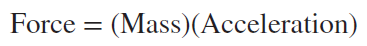 Force = (Mass)(Acceleration)